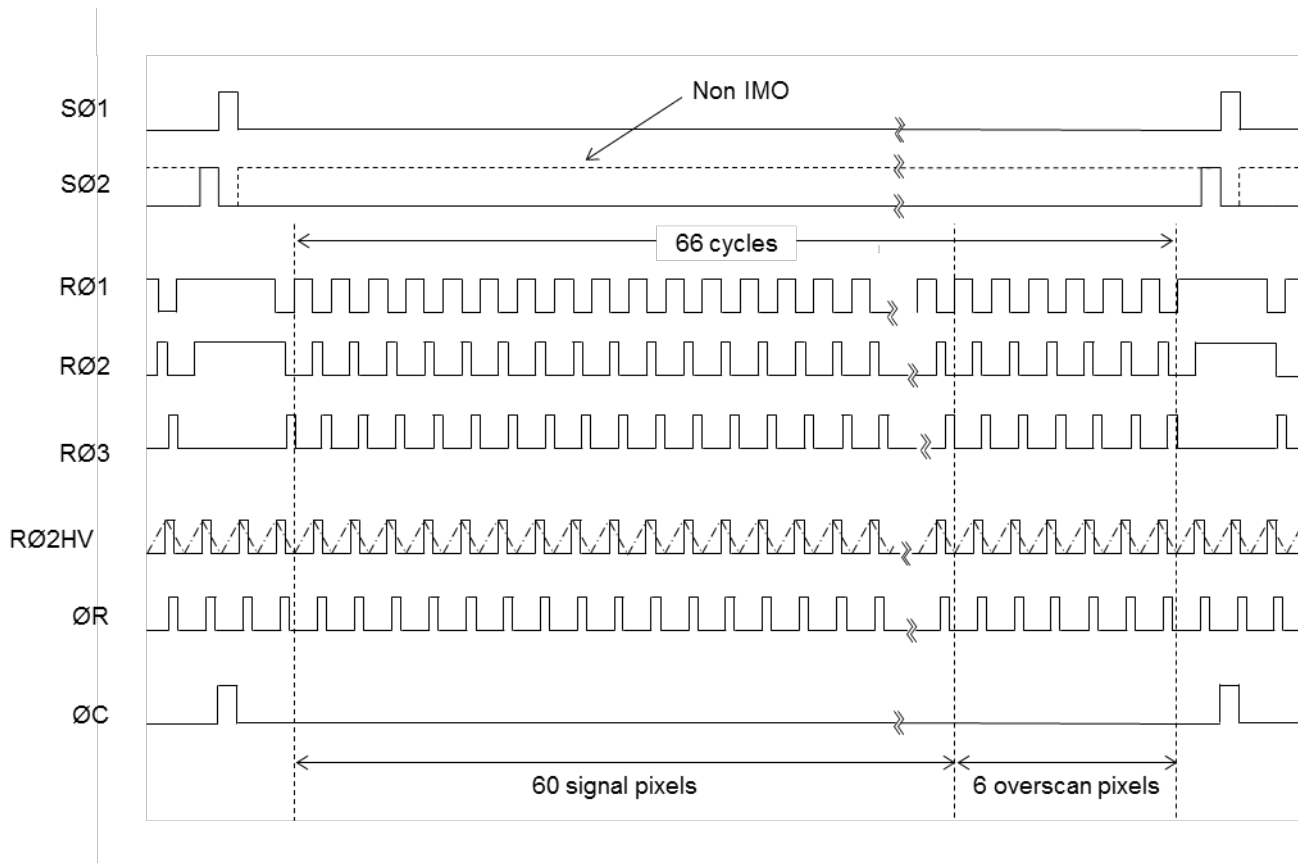 Non IMO
SØ1
SØ2
66 cycles
RØ1
RØ2
RØ3
RØ2HV
ØR
ØC
60 signal pixels
6 overscan pixels